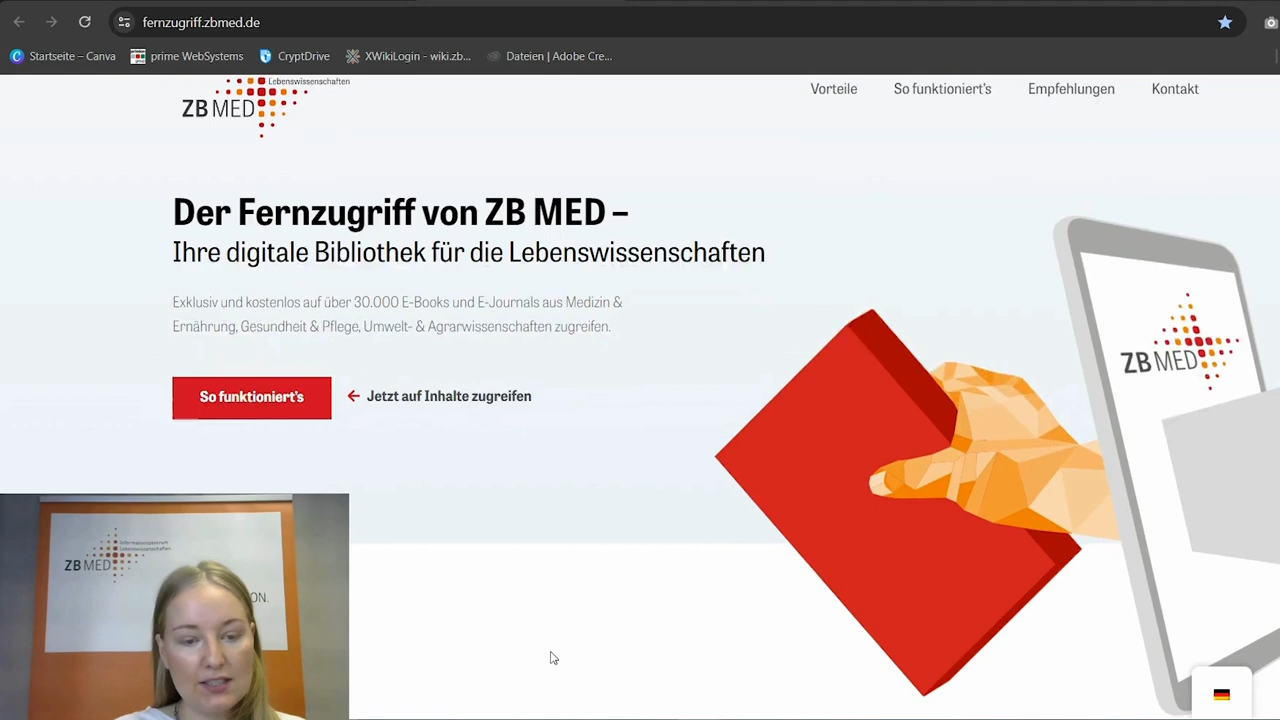 fernzugriff.zbmed.de
Startseite – Canva
prime WebSystems
CryptDrive
XWikiLogin - wiki.zb...
Dateien | Adobe Cre...
Lebenswissenschaften
ZB MED
Vorteile
So funktioniert's
Empfehlungen
Kontakt
Der Fernzugriff von ZB MED –
Ihre digitale Bibliothek für die Lebenswissenschaften
Exklusiv und kostenlos auf über 30.000 E-Books und E-Journals aus Medizin &
Ernährung, Gesundheit & Pflege, Umwelt- & Agrarwissenschaften zugreifen.
So funktioniert's
Jetzt auf Inhalte zugreifen
ZB MED
Informationszentrum
Lebenswissenschaften
ZB MED
ON.